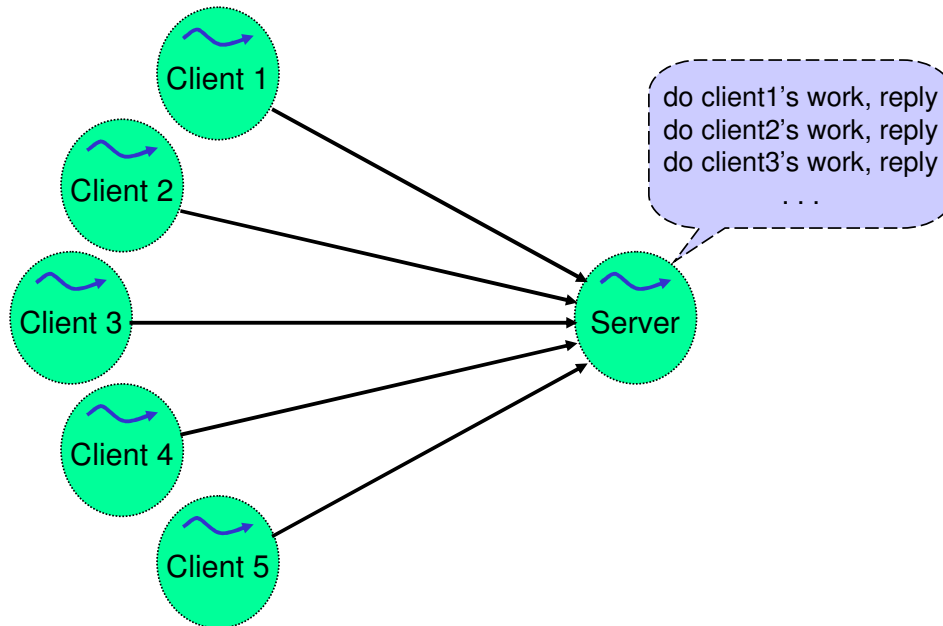 Client 1
do client1's work, reply
do client2's work, reply
do client3's work, reply
. . .
Client 2
Client 3
Server
Client 4
Client 5